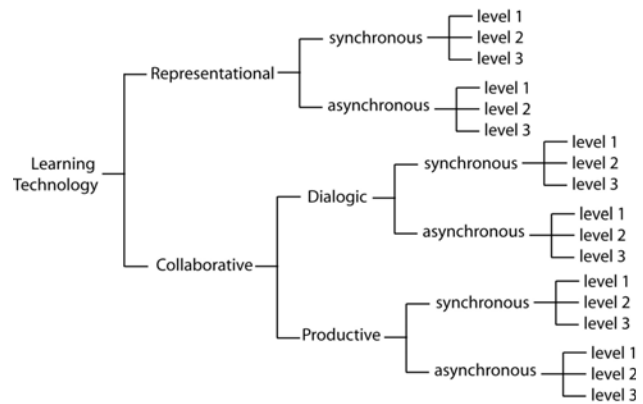 level 1
synchronous level 2
level 3
Representational
level 1
asynchronous level 2
level 3
level 1
Learning
Technology
synchronous level 2
level 3
Dialogic
level 1
asynchronous level 2
level 3
Collaborative
level 1
synchronous level 2
level 3
Productive
level 1
asynchronous level 2
level 3